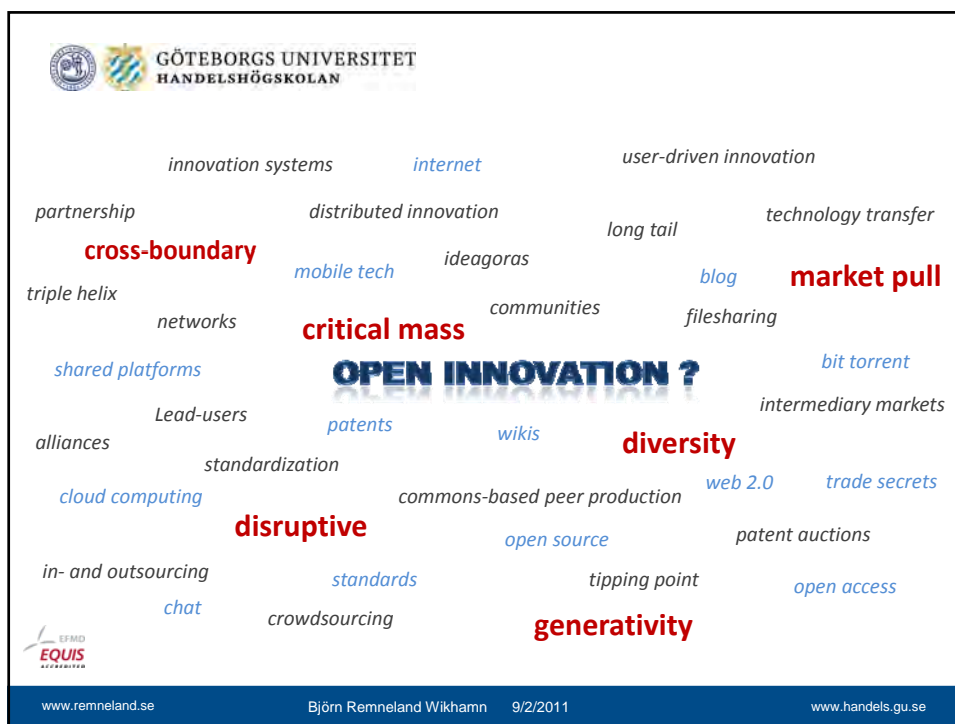 GÖTEBORGS UNIVERSITET
HANDELSHÖGSKOLAN
innovation systems internet user-driven innovation
partnership distributed innovation long tail technology transfer
cross-boundary mobile tech ideagoras blog market pull
triple helix networks critical mass communities filesharing
shared platforms OPEN INNOVATION ? bit torrent
Lead-users patents wikis diversity intermediary markets
alliances standardization
cloud computing commons-based peer production web 2.0 trade secrets
disruptive open source patent auctions
in- and outsourcing standards tipping point open access
chat crowdsourcing generativity
EFMD
EQUIS
ACCREDITED
www.remneland.se Björn Remneland Wikhamn 9/2/2011 www.handels.gu.se